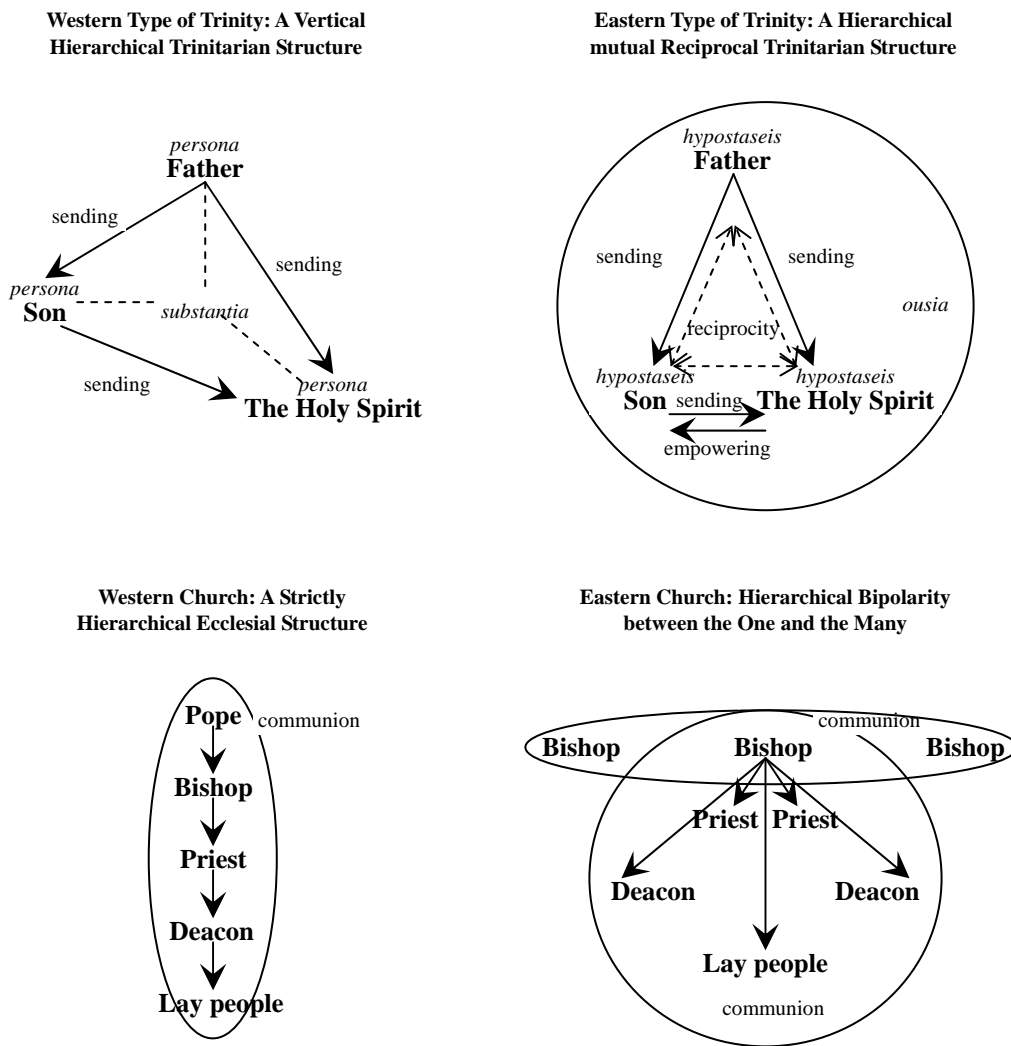 Western Type of Trinity: A Vertical
Hierarchical Trinitarian Structure
persona
Father
sending
sending
persona
Son
substantia
sending
persona
The Holy Spirit
Eastern Type of Trinity: A Hierarchical
mutual Reciprocal Trinitarian Structure
hypostaseis
Father
sending
sending
ousia
reciprocity
hypostaseis
hypostaseis
Son
sending
The Holy Spirit
empowering
Western Church: A Strictly
Hierarchical Ecclesial Structure
Pope
communion
Bishop
Priest
Deacon
Lay people
Eastern Church: Hierarchical Bipolarity
between the One and the Many
communion
Bishop
Bishop
Bishop
Priest
Priest
Deacon
Deacon
Lay people
communion